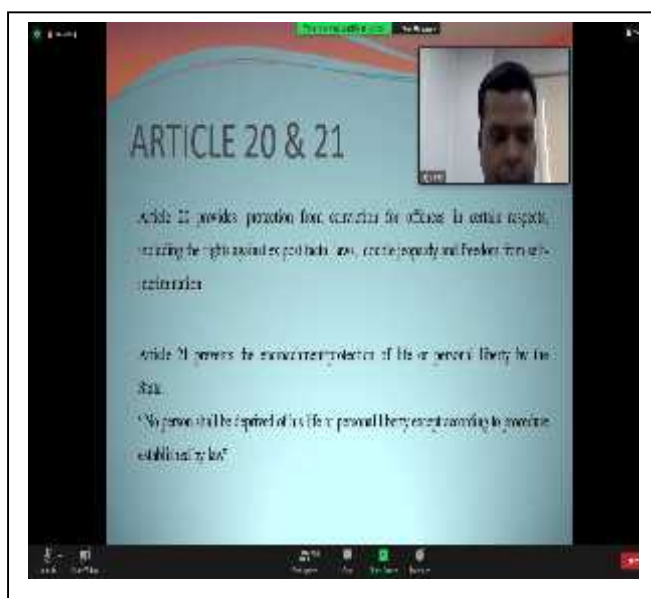 ARTICLE 20 & 21
Article 20 provides protection from conviction for offences in certain respects,
including the rights against ex post facto laws, double jeopardy and freedom from self-
incrimination
Article 21 prevents the encroachment/protection of life or personal liberty by the
State.
"No person shall be deprived of his life or personal liberty except according to procedure
established by law"